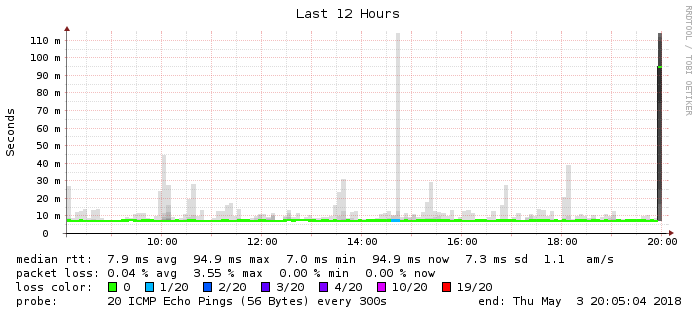 Last 12 Hours
RRDTOOL / TOBI OETIKER
Seconds
110 m
100 m
90 m
80 m
70 m
60 m
50 m
40 m
30 m
20 m
10 m
0
10:00 12:00 14:00 16:00 18:00 20:00
median rtt: 7.9 ms avg 94.9 ms max 7.0 ms min 94.9 ms now 7.3 ms sd 1.1 am/s
packet loss: 0.04 % avg 3.55 % max 0.00 % min 0.00 % now
loss color: 0 1/20 2/20 3/20 4/20 10/20 19/20
probe: 20 ICMP Echo Pings (56 Bytes) every 300s end: Thu May 3 20:05:04 2018